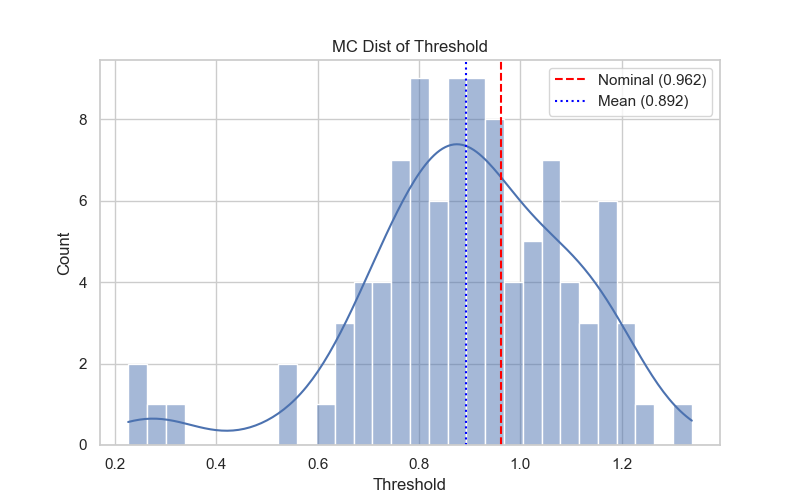 MC Dist of Threshold
Nominal (0.962)
Mean (0.892)
Count
8
6
4
2
0
0.2 0.4 0.6 0.8 1.0 1.2
Threshold